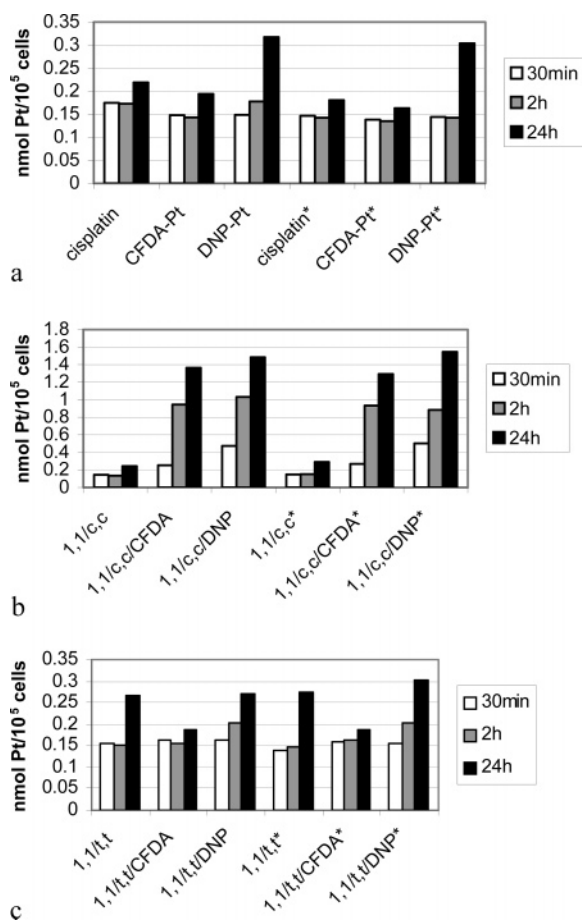 nmol Pt/10⁵ cells
0.35
0.3
0.25
0.2
0.15
0.1
0.05
0
cisplatin
CFDA-Pt
DNP-Pt
cisplatin*
CFDA-Pt*
DNP-Pt*
30min
2h
24h
a
nmol Pt/10⁵ cells
1.8
1.6
1.4
1.2
1
0.8
0.6
0.4
0.2
0
1,1/c,c
1,1/c,c/CFDA
1,1/c,c/DNP
1,1/c,c*
1,1/c,c/CFDA*
1,1/c,c/DNP*
30min
2h
24h
b
nmol Pt/10⁵ cells
0.35
0.3
0.25
0.2
0.15
0.1
0.05
0
1,1/t,t
1,1/t,t/CFDA
1,1/t,t/DNP
1,1/t,t*
1,1/t,t/CFDA*
1,1/t,t/DNP*
30min
2h
24h
c